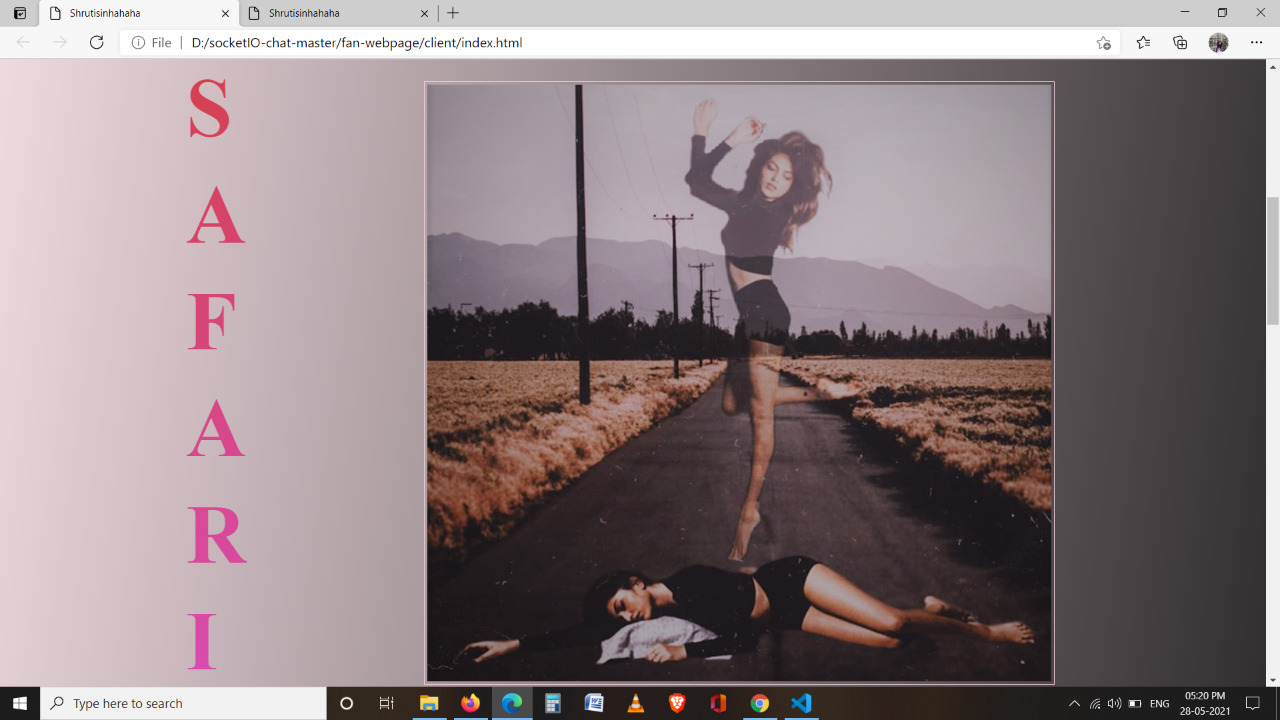 Shrutisinhahaha
Shrutisinhahaha
File
D:/socketIO-chat-master/fan-webpage/client/index.html
S
A
F
A
R
I
Type here to search
ENG
05:20 PM
28-05-2021